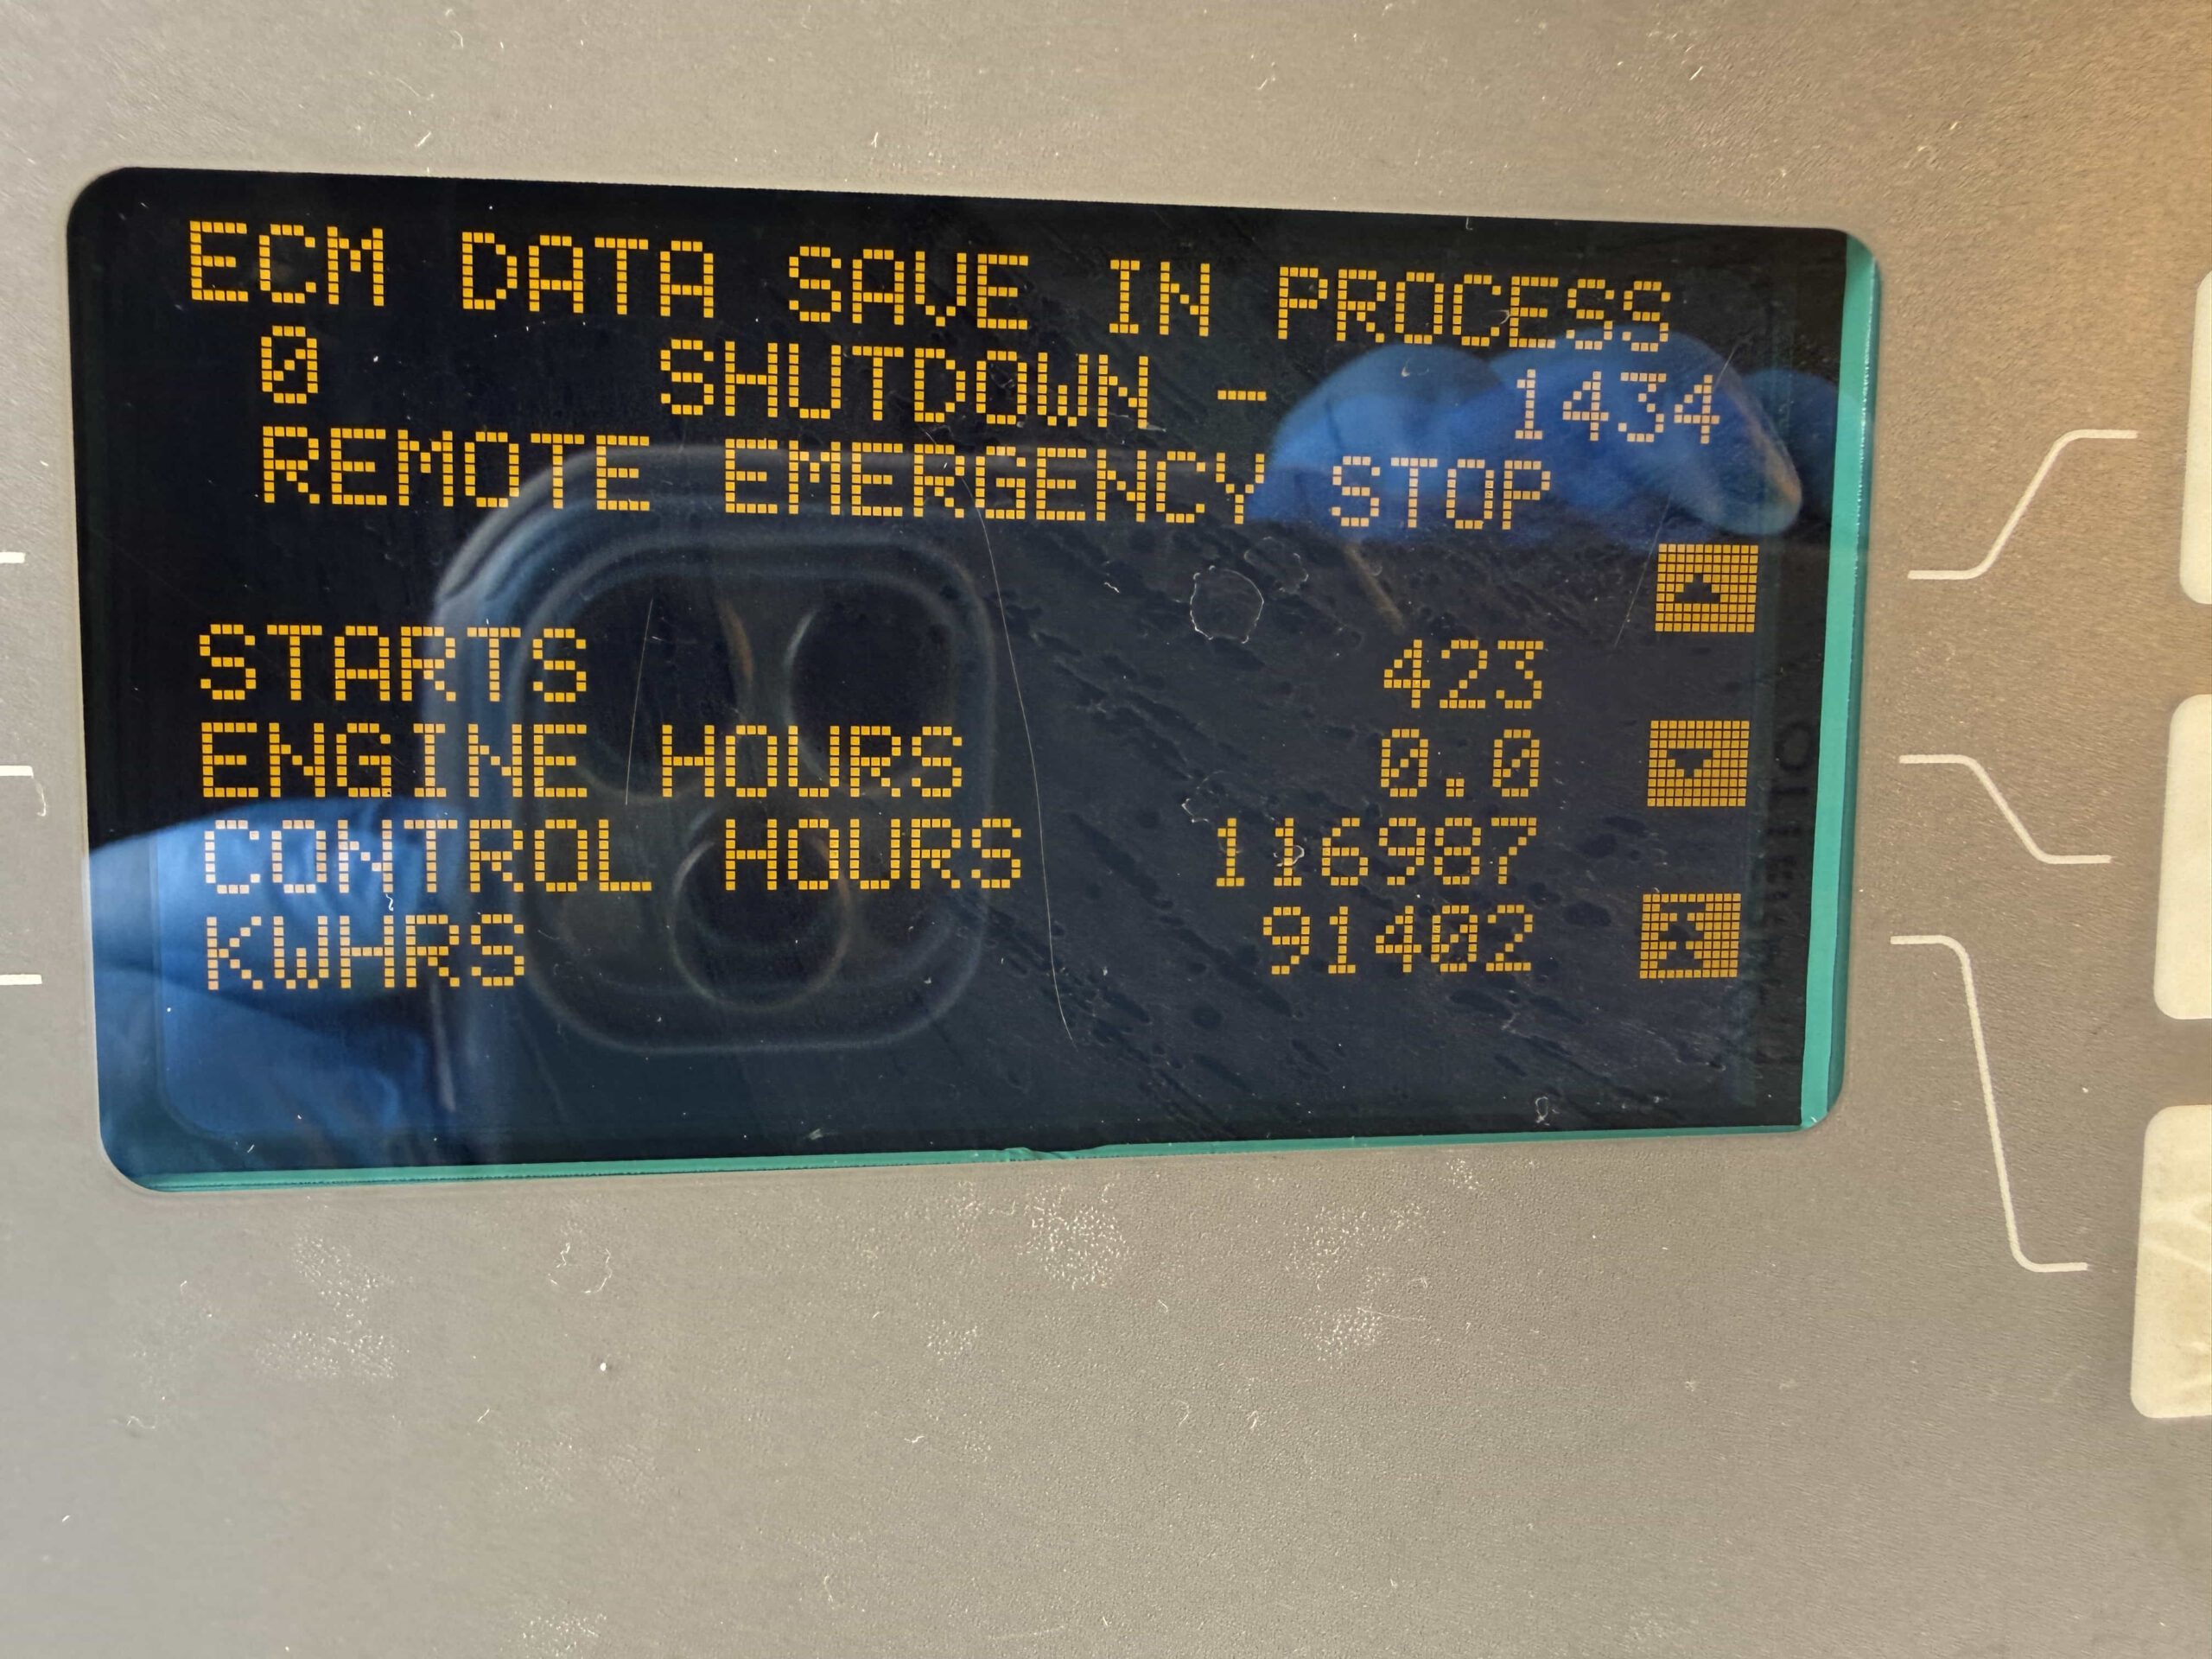 ECM DATA SAVE IN PROCESS
0 SHUTDOWN - 1434
REMOTE EMERGENCY STOP
STARTS 423
ENGINE HOURS 0.0
CONTROL HOURS 116987
KWHRS 91402